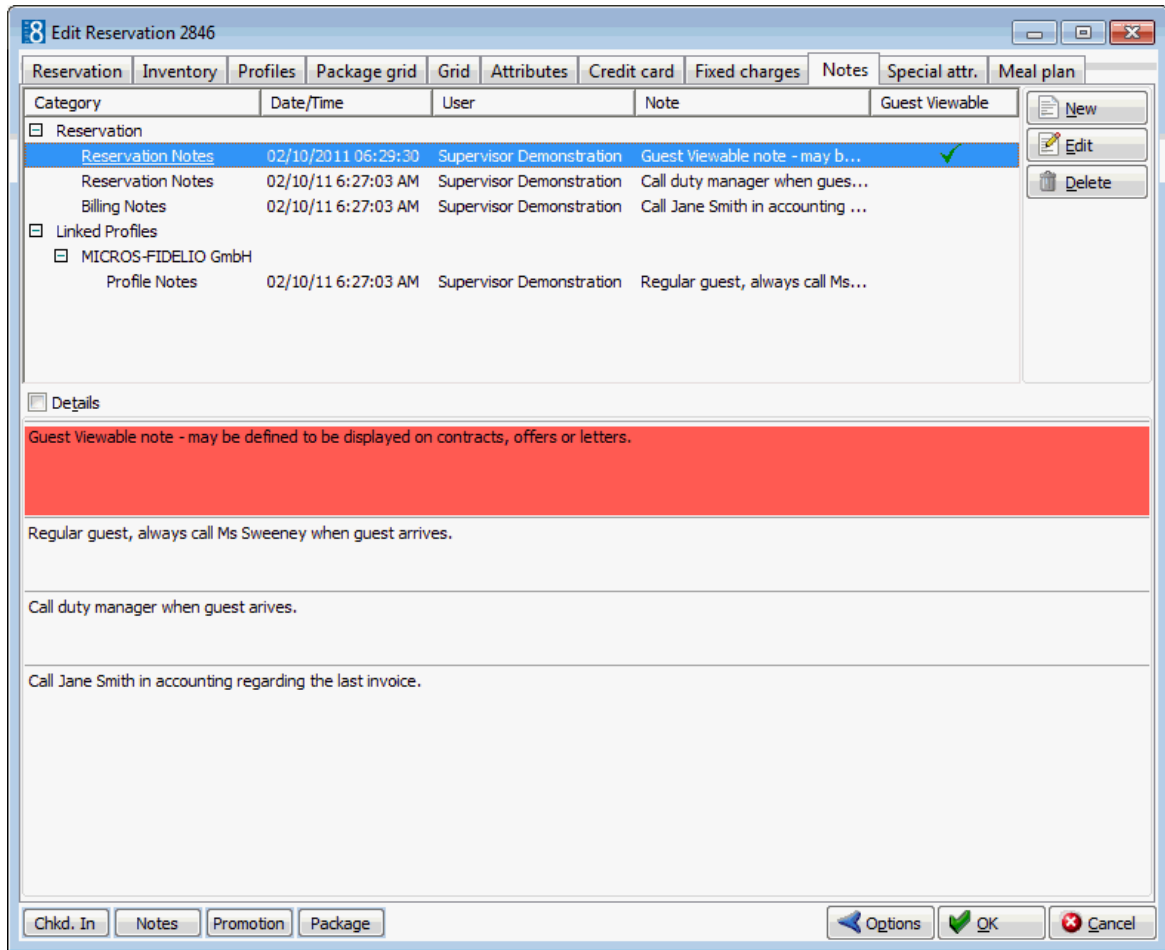 8 Edit Reservation 2846
Reservation Inventory Profiles Package grid Grid Attributes Credit card Fixed charges Notes Special attr. Meal plan
Category Date/Time User Note Guest Viewable
New
Reservation
Reservation Notes 02/10/2011 06:29:30 Supervisor Demonstration Guest Viewable note - may b...
Edit
Reservation Notes 02/10/11 6:27:03 AM Supervisor Demonstration Call duty manager when gues...
Delete
Billing Notes 02/10/11 6:27:03 AM Supervisor Demonstration Call Jane Smith in accounting ...
Linked Profiles
MICROS-FIDELIO GmbH
Profile Notes 02/10/11 6:27:03 AM Supervisor Demonstration Regular guest, always call Ms...
Details
Guest Viewable note - may be defined to be displayed on contracts, offers or letters.
Regular guest, always call Ms Sweeney when guest arrives.
Call duty manager when guest arives.
Call Jane Smith in accounting regarding the last invoice.
Chkd. In Notes Promotion Package Options OK Cancel